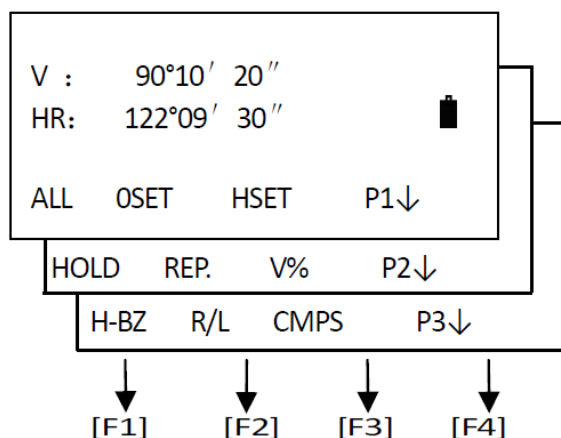 V : 90°10′ 20″
HR: 122°09′ 30″
ALL 0SET HSET P1↓
HOLD REP. V% P2↓
H-BZ R/L CMPS P3↓
[F1] [F2] [F3] [F4]